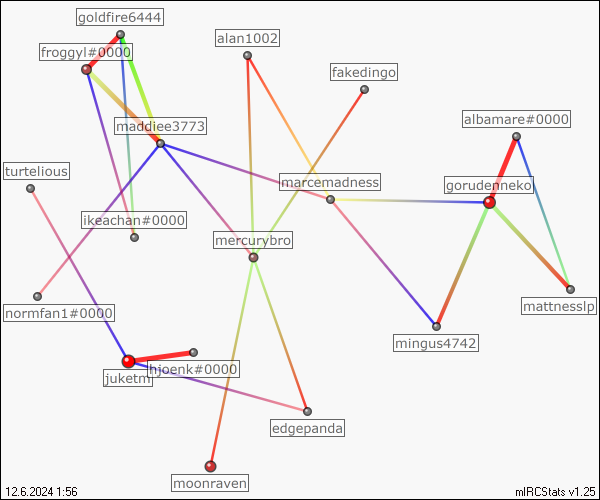 goldfire6444
alan1002
froggyl#0000
fakedingo
albamare#0000
maddiee3773
turtelious
marcemadness
gorudenneko
ikeachan#0000
mercurybro
normfan1#0000
mattnesslp
mingus4742
hjoenk#0000
juketm
edgepanda
moonraven
12.6.2024 1:56
mIRCStats v1.25